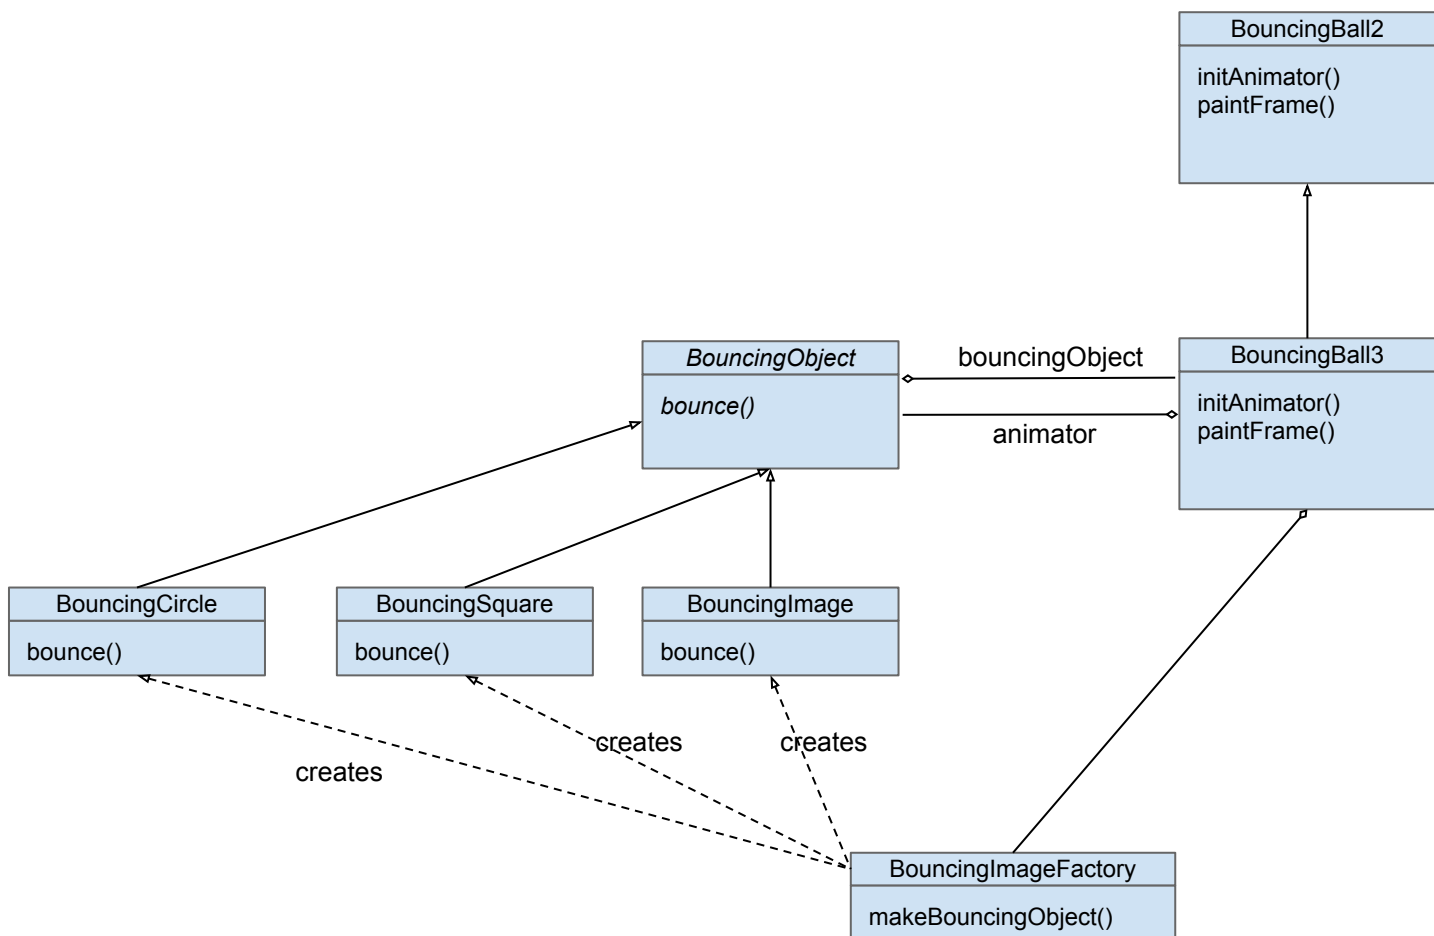 BouncingBall2
initAnimator()
paintFrame()
BouncingObject
bounce()
bouncingObject
animator
BouncingBall3
initAnimator()
paintFrame()
BouncingCircle
bounce()
BouncingSquare
bounce()
BouncingImage
bounce()
creates
creates
creates
BouncingImageFactory
makeBouncingObject()